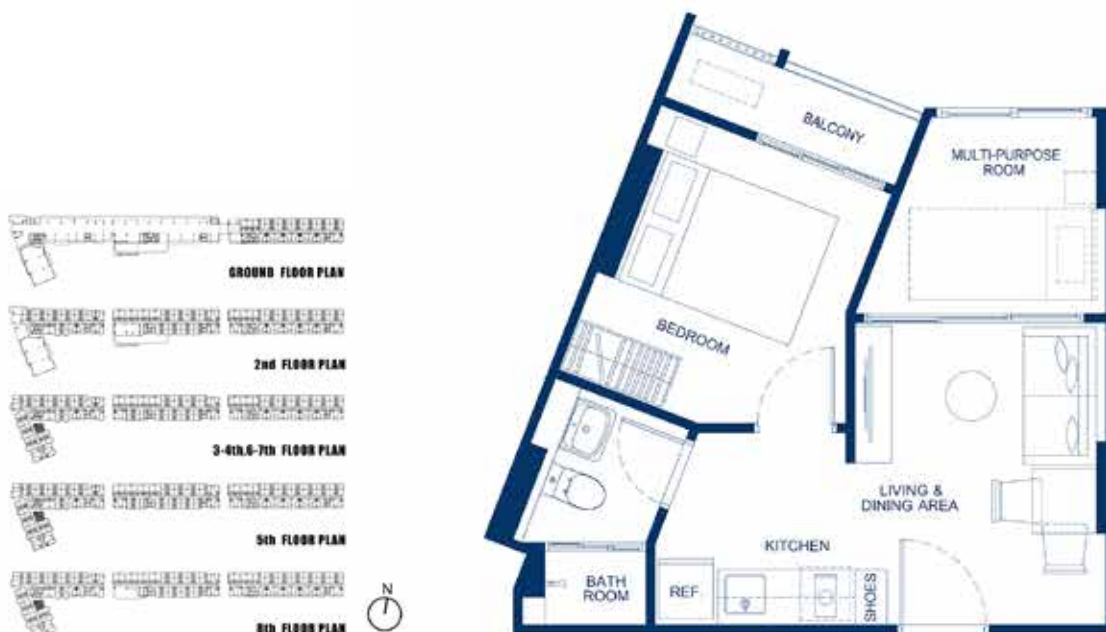 GROUND FLOOR PLAN
2nd FLOOR PLAN
3-4th,6-7th FLOOR PLAN
5th FLOOR PLAN
8th FLOOR PLAN
N
BALCONY
MULTI-PURPOSE
ROOM
BEDROOM
LIVING &
DINING AREA
KITCHEN
BATH
ROOM
REF.
SHOES